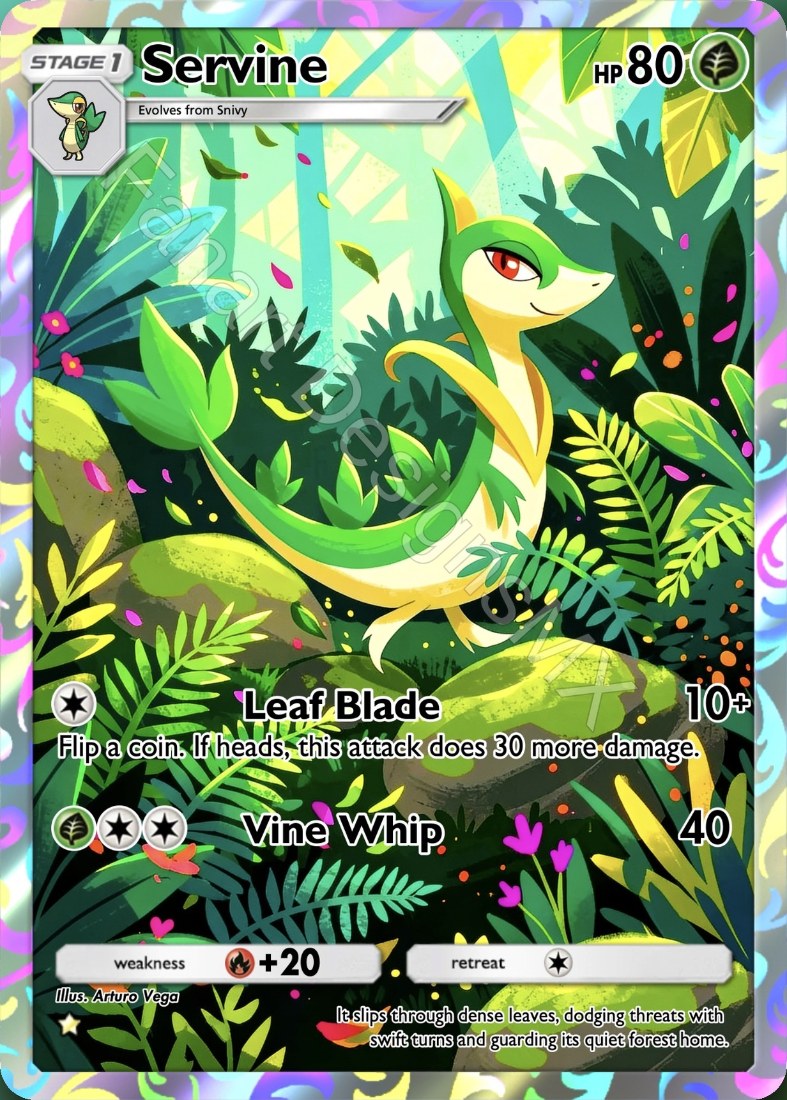 STAGE 1
Servine
HP 80
Evolves from Snivy
Fanart DesignsMX
Leaf Blade
10+
Flip a coin. If heads, this attack does 30 more damage.
Vine Whip
40
weakness
+20
retreat
Illus. Arturo Vega
It slips through dense leaves, dodging threats with
swift turns and guarding its quiet forest home.